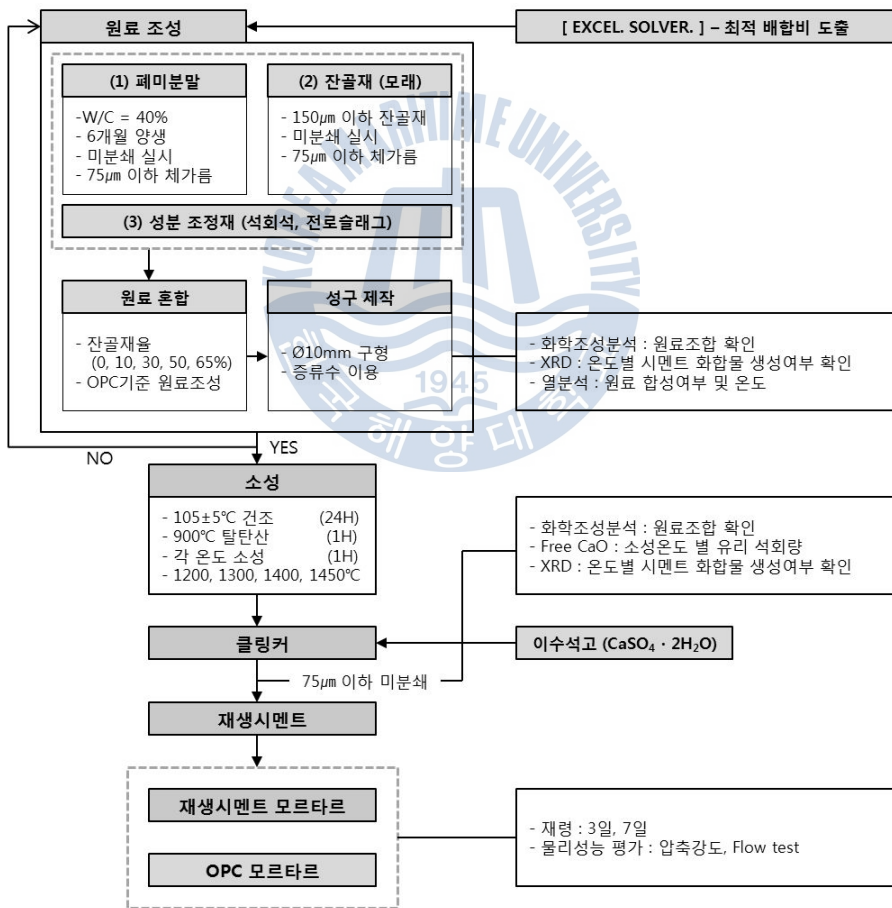 원료 조성
[ EXCEL. SOLVER. ] – 최적 배합비 도출
(1) 폐미분말
-W/C = 40%
- 6개월 양생
- 미분쇄 실시
- 75㎛ 이하 체가름
(2) 잔골재 (모래)
- 150㎛ 이하 잔골재
- 미분쇄 실시
- 75㎛ 이하 체가름
(3) 성분 조정재 (석회석, 전로슬래그)
원료 혼합
- 잔골재율
(0, 10, 30, 50, 65%)
- OPC기준 원료조성
성구 제작
- Ø10mm 구형
- 증류수 이용
- 화학조성분석 : 원료조합 확인
- XRD : 온도별 시멘트 화합물 생성여부 확인
- 열분석 : 원료 합성여부 및 온도
NO
YES
소성
- 105±5℃ 건조 (24H)
- 900℃ 탈탄산 (1H)
- 각 온도 소성 (1H)
- 1200, 1300, 1400, 1450℃
- 화학조성분석 : 원료조합 확인
- Free CaO : 소성온도 별 유리 석회량
- XRD : 온도별 시멘트 화합물 생성여부 확인
클링커
이수석고 (CaSO₄ · 2H₂O)
75㎛ 이하 미분쇄
재생시멘트
재생시멘트 모르타르
OPC 모르타르
- 재령 : 3일, 7일
- 물리성능 평가 : 압축강도, Flow test
KOREA MARITIME UNIVERSITY
1945
한국해양대학교